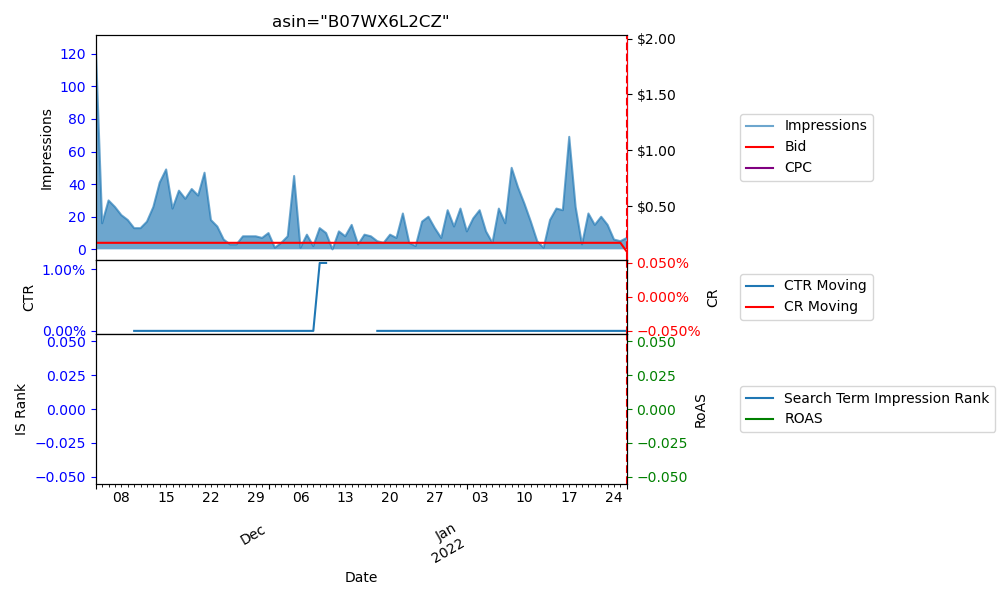 asin="B07WX6L2CZ"
120
100
80
60
40
20
0
Impressions
$2.00
$1.50
$1.00
$0.50
Impressions
Bid
CPC
1.00%
0.00%
CTR
0.050%
0.000%
−0.050%
CR
CTR Moving
CR Moving
0.050
0.025
0.000
−0.025
−0.050
IS Rank
0.050
0.025
0.000
−0.025
−0.050
RoAS
Search Term Impression Rank
ROAS
08 15 22 29 06 13 20 27 03 10 17 24
Dec
Jan
2022
Date